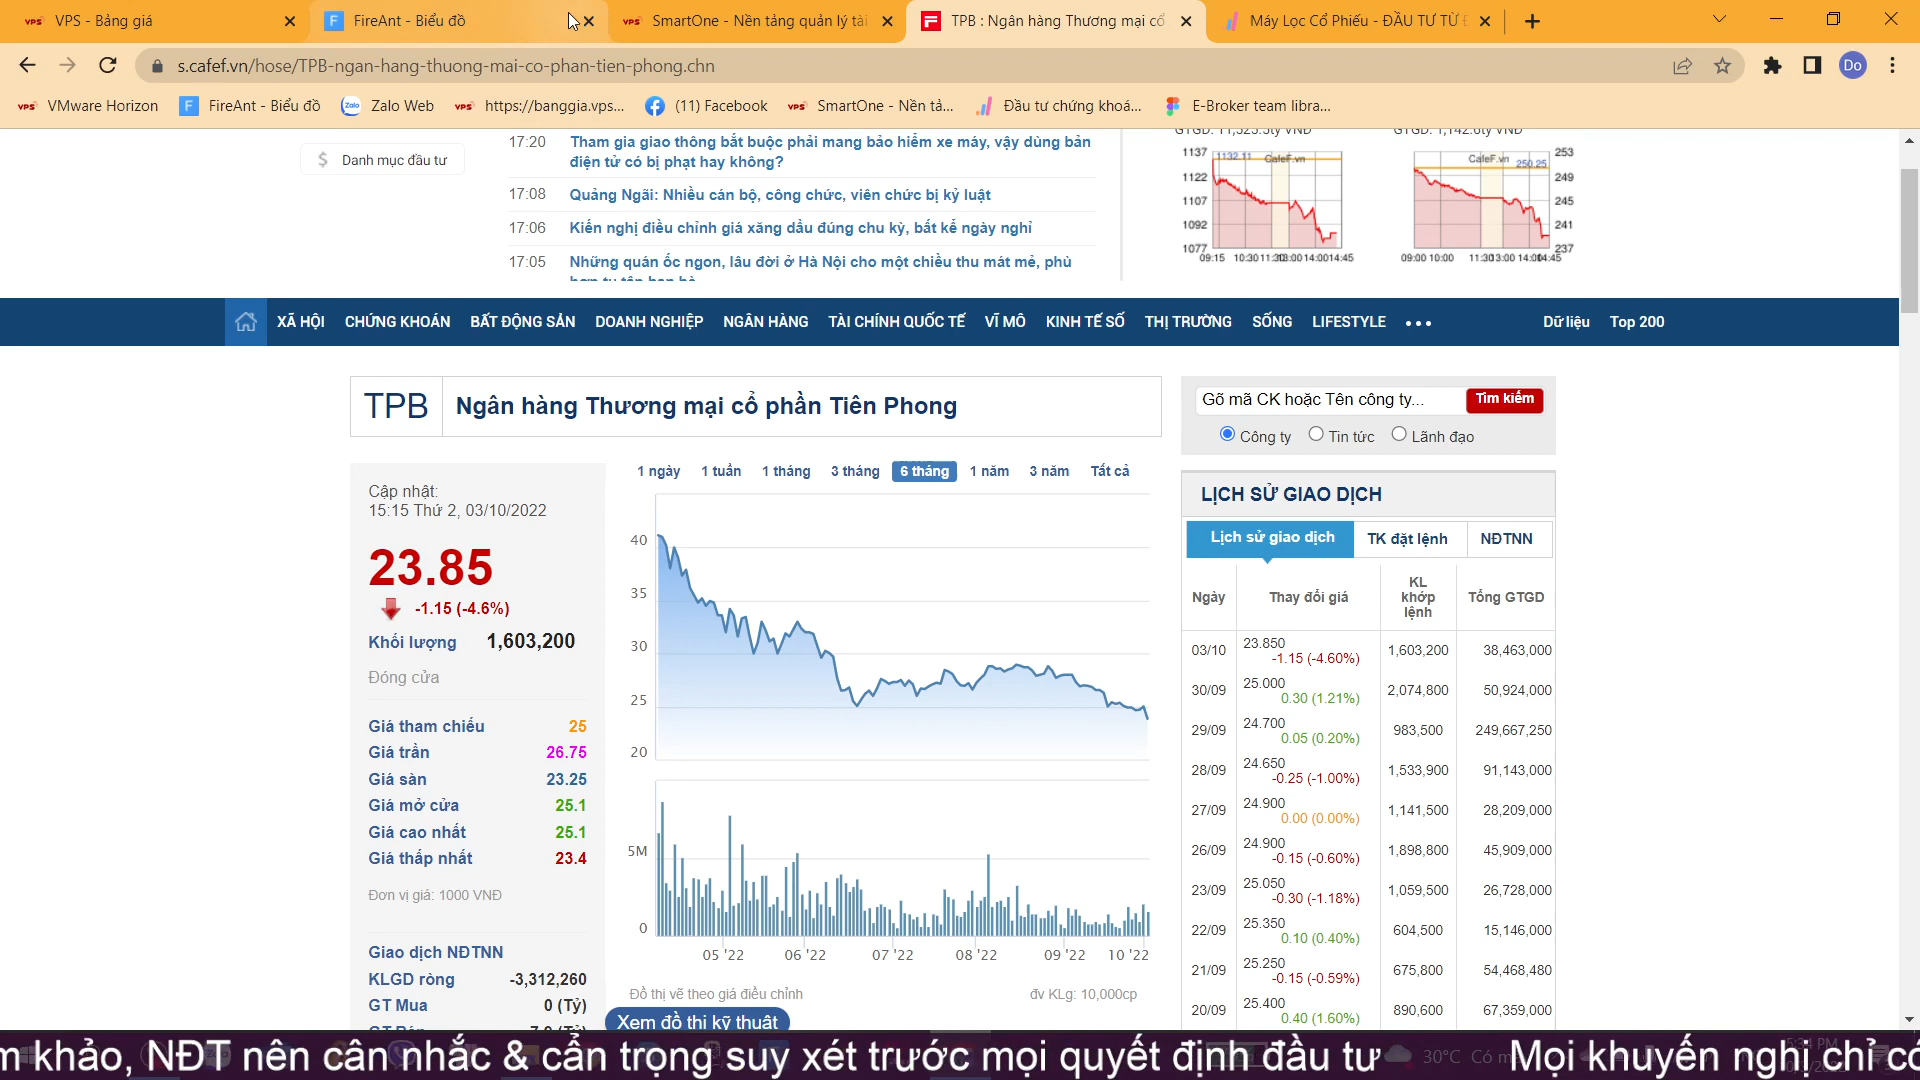 VPS - Bảng giá
FireAnt - Biểu đồ
SmartOne - Nền tảng quản lý tài
TPB : Ngân hàng Thương mại cổ
Máy Lọc Cổ Phiếu - ĐẦU TƯ TỪ
s.cafef.vn/hose/TPB-ngan-hang-thuong-mai-co-phan-tien-phong.chn
Do
VPS VMware Horizon
FireAnt - Biểu đồ
Zalo Web
https://banggia.vps...
(11) Facebook
SmartOne - Nền tả...
Đầu tư chứng khoá...
E-Broker team libra...
$ Danh mục đầu tư
17:20 Tham gia giao thông bắt buộc phải mang bảo hiểm xe máy, vậy dùng bản
điện tử có bị phạt hay không?
17:08 Quảng Ngãi: Nhiều cán bộ, công chức, viên chức bị kỷ luật
17:06 Kiến nghị điều chỉnh giá xăng dầu đúng chu kỳ, bất kể ngày nghỉ
17:05 Những quán ốc ngon, lâu đời ở Hà Nội cho một chiều thu mát mẻ, phù
1137
1122
1107
1092
1077
1132.11
CafeF.vn
09:15 10:30
14:45
CafeF.vn
250.25
253
249
245
241
237
09:00 10:00
14:45
XÃ HỘI CHỨNG KHOÁN BẤT ĐỘNG SẢN DOANH NGHIỆP NGÂN HÀNG TÀI CHÍNH QUỐC TẾ VĨ MÔ KINH TẾ SỐ THỊ TRƯỜNG SỐNG LIFESTYLE ••• Dữ liệu Top 200
TPB Ngân hàng Thương mại cổ phần Tiên Phong
Cập nhật:
15:15 Thứ 2, 03/10/2022
23.85
-1.15 (-4.6%)
Khối lượng 1,603,200
Đóng cửa
Giá tham chiếu 25
Giá trần 26.75
Giá sàn 23.25
Giá mở cửa 25.1
Giá cao nhất 25.1
Giá thấp nhất 23.4
Đơn vị giá: 1000 VNĐ
Giao dịch NĐTNN
KLGD ròng -3,312,260
GT Mua 0 (Tỷ)
1 ngày 1 tuần 1 tháng 3 tháng 6 tháng 1 năm 3 năm Tất cả
40
35
30
25
20
5M
0
05 '22 06 '22 07 '22 08 '22 09 '22 10 '22
Đồ thị vẽ theo giá điều chỉnh đv KLg: 10,000cp
Xem đồ thị kỹ thuật
Gõ mã CK hoặc Tên công ty... Tìm kiếm
Công ty Tin tức Lãnh đạo
LỊCH SỬ GIAO DỊCH
Lịch sử giao dịch TK đặt lệnh NĐTNN
Ngày Thay đổi giá KL khớp lệnh Tổng GTGD
03/10 23.850 -1.15 (-4.60%) 1,603,200 38,463,000
30/09 25.000 0.30 (1.21%) 2,074,800 50,924,000
29/09 24.700 0.05 (0.20%) 983,500 249,667,250
28/09 24.650 -0.25 (-1.00%) 1,533,900 91,143,000
27/09 24.900 0.00 (0.00%) 1,141,500 28,209,000
26/09 24.900 -0.15 (-0.60%) 1,898,800 45,909,000
23/09 25.050 -0.30 (-1.18%) 1,059,500 26,728,000
22/09 25.350 0.10 (0.40%) 604,500 15,146,000
21/09 25.250 -0.15 (-0.59%) 675,800 54,468,480
20/09 25.400 0.40 (1.60%) 890,600 67,359,000
khảo, NĐT nên cân nhắc & cẩn trọng suy xét trước mọi quyết định đầu tư Mọi khuyến nghị chỉ
30°C